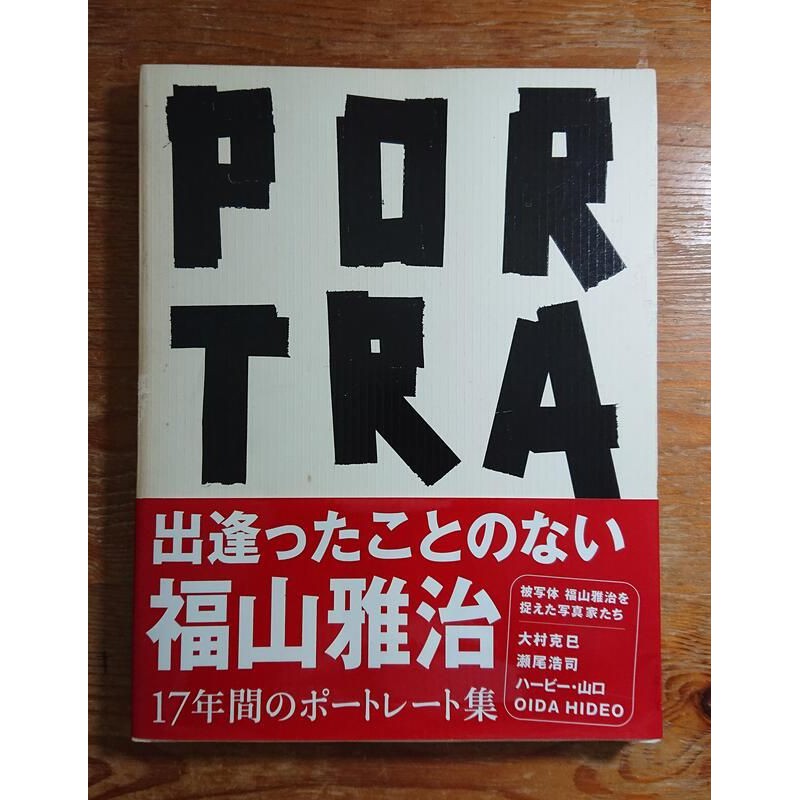 POR
TRA
出逢ったことのない
福山雅治
17年間のポートレート集
被写体 福山雅治を
捉えた写真家たち
大村克巳
瀬尾浩司
ハービー・山口
OIDA HIDEO